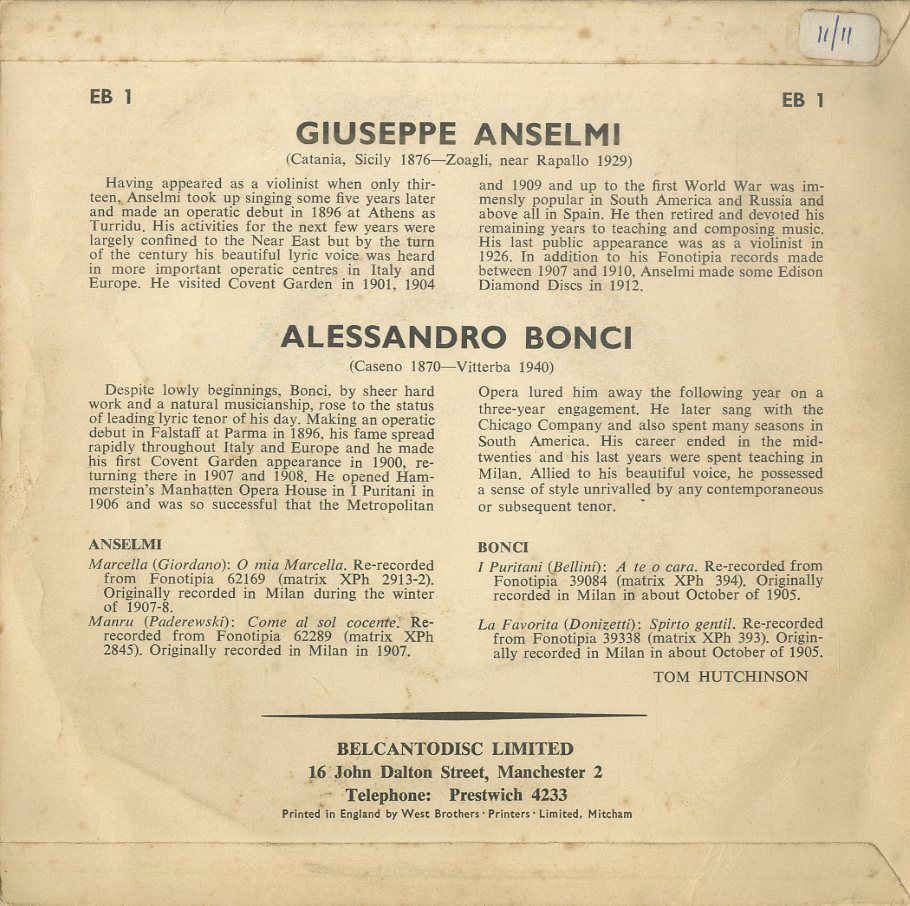 11/11
EB 1
EB 1
GIUSEPPE ANSELMI
(Catania, Sicily 1876—Zoagli, near Rapallo 1929)
Having appeared as a violinist when only thir-
teen, Anselmi took up singing some five years later
and made an operatic debut in 1896 at Athens as
Turridu. His activities for the next few years were
largely confined to the Near East but by the turn
of the century his beautiful lyric voice was heard
in more important operatic centres in Italy and
Europe. He visited Covent Garden in 1901, 1904
and 1909 and up to the first World War was im-
mensly popular in South America and Russia and
above all in Spain. He then retired and devoted his
remaining years to teaching and composing music.
His last public appearance was as a violinist in
1926. In addition to his Fonotipia records made
between 1907 and 1910, Anselmi made some Edison
Diamond Discs in 1912.
ALESSANDRO BONCI
(Caseno 1870—Vitterba 1940)
Despite lowly beginnings, Bonci, by sheer hard
work and a natural musicianship, rose to the status
of leading lyric tenor of his day. Making an operatic
debut in Falstaff at Parma in 1896, his fame spread
rapidly throughout Italy and Europe and he made
his first Covent Garden appearance in 1900, re-
turning there in 1907 and 1908. He opened Ham-
merstein's Manhatten Opera House in I Puritani in
1906 and was so successful that the Metropolitan
Opera lured him away the following year on a
three-year engagement. He later sang with the
Chicago Company and also spent many seasons in
South America. His career ended in the mid-
twenties and his last years were spent teaching in
Milan. Allied to his beautiful voice, he possessed
a sense of style unrivalled by any contemporaneous
or subsequent tenor.
ANSELMI
Marcella (Giordano): O mia Marcella. Re-recorded
from Fonotipia 62169 (matrix XPh 2913-2).
Originally recorded in Milan during the winter
of 1907-8.
Manru (Paderewski): Come al sol cocente. Re-
recorded from Fonotipia 62289 (matrix XPh
2845). Originally recorded in Milan in 1907.
BONCI
I Puritani (Bellini): A te o cara. Re-recorded from
Fonotipia 39084 (matrix XPh 394). Originally
recorded in Milan in about October of 1905.
La Favorita (Donizetti): Spirto gentil. Re-recorded
from Fonotipia 39338 (matrix XPh 393). Origin-
ally recorded in Milan in about October of 1905.
TOM HUTCHINSON
BELCANTODISC LIMITED
16 John Dalton Street, Manchester 2
Telephone: Prestwich 4233
Printed in England by West Brothers · Printers · Limited, Mitcham